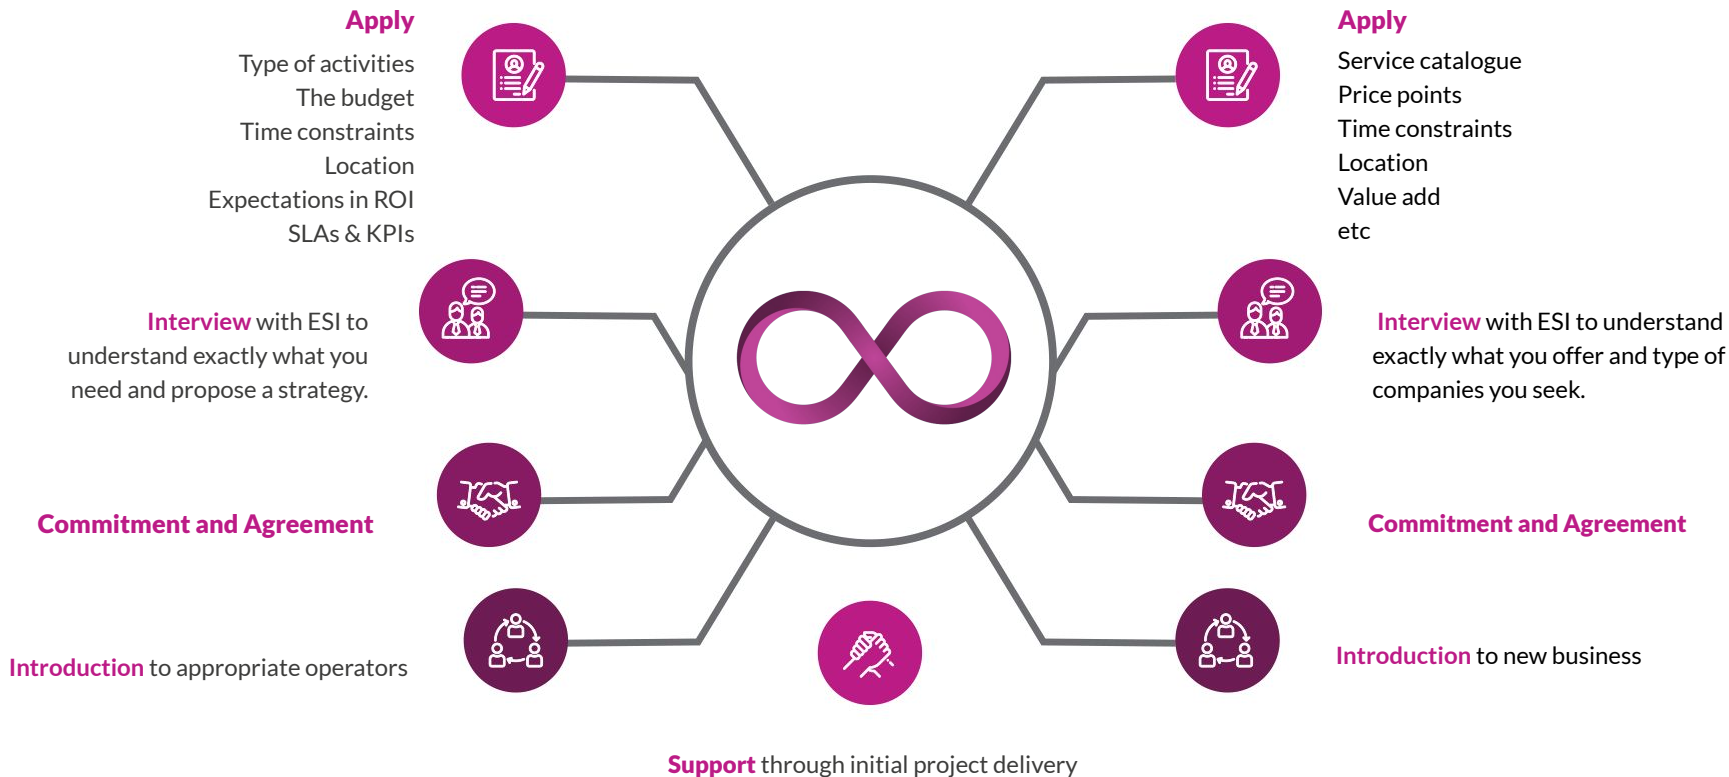 Apply
Type of activities
The budget
Time constraints
Location
Expectations in ROI
SLAs & KPIs
Interview with ESI to
understand exactly what you
need and propose a strategy.
Commitment and Agreement
Introduction to appropriate operators
Apply
Service catalogue
Price points
Time constraints
Location
Value add
etc
Interview with ESI to understand
exactly what you offer and type of
companies you seek.
Commitment and Agreement
Introduction to new business
Support through initial project delivery